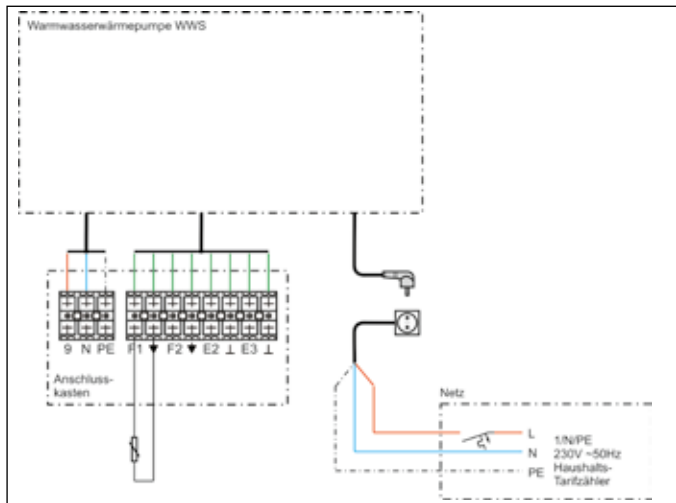 Warmwasserwärmepumpe WWS
9 N PE F1 ▼ F2 ▼ E2 ⊥ E3 ⊥
Anschluss-
kasten
Netz
L
N
PE
1/N/PE
230V ~50Hz
Haushalts-
Tarifzähler